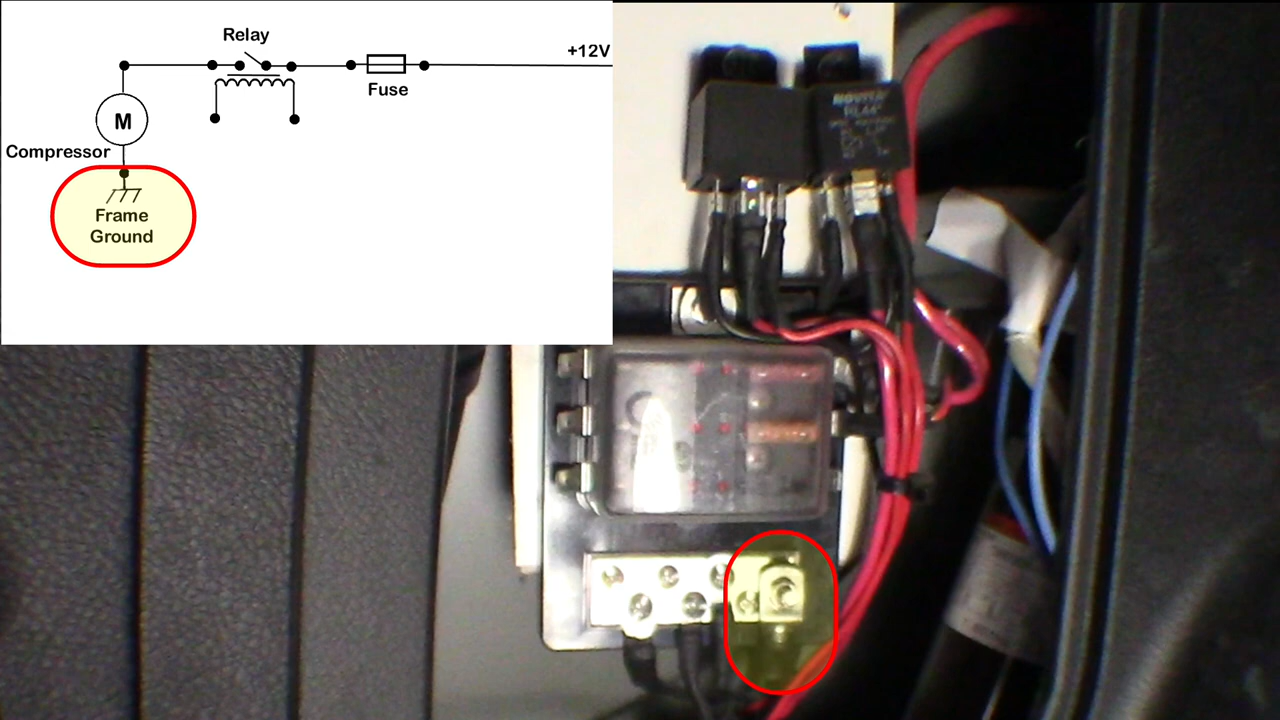 Relay
+12V
Fuse
M
Compressor
Frame
Ground